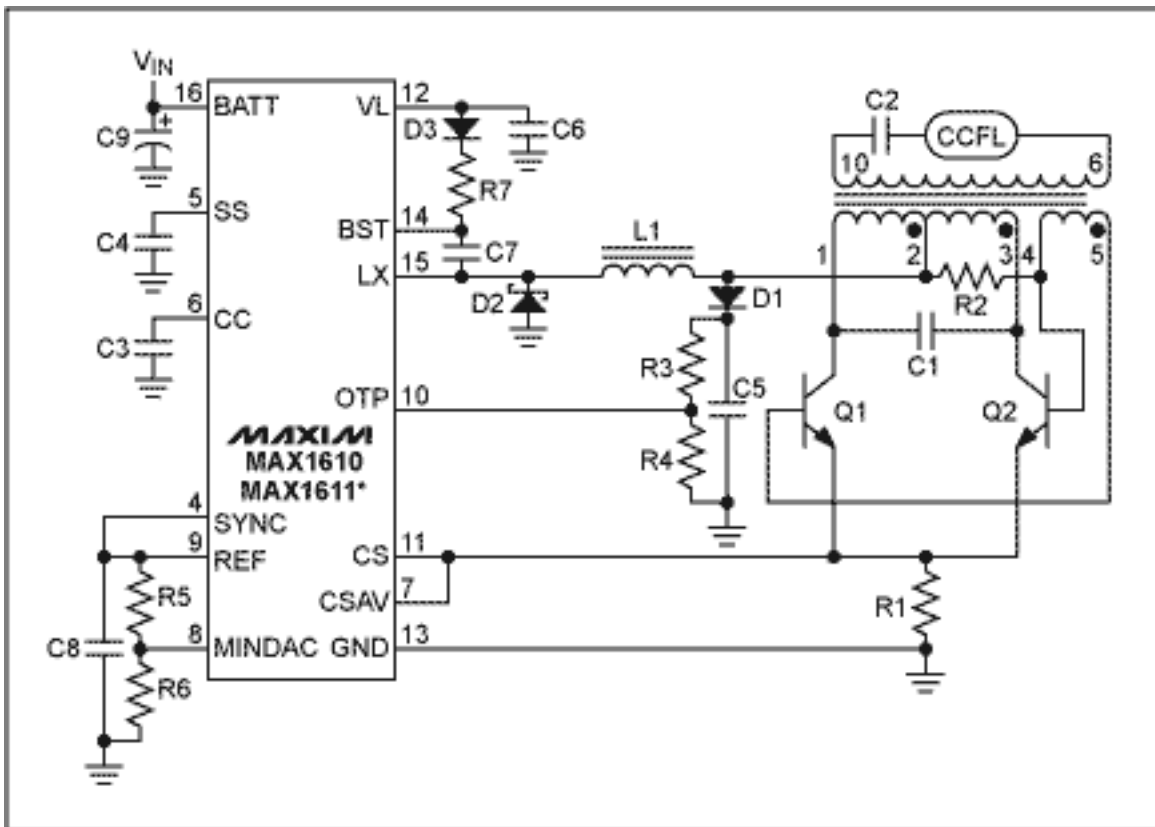 VIN
16
BATT
VL
12
C9
+
D3
C6
R7
5
SS
BST
14
C4
C7
LX
15
L1
D2
D1
6
CC
C3
R3
C5
OTP
10
R4
MAXIM
MAX1610
MAX1611*
4
SYNC
9
REF
CS
11
R5
CSAV
7
C8
8
MINDAC
GND
13
R6
R1
C2
CCFL
10
6
1
2
3
4
5
R2
C1
Q1
Q2